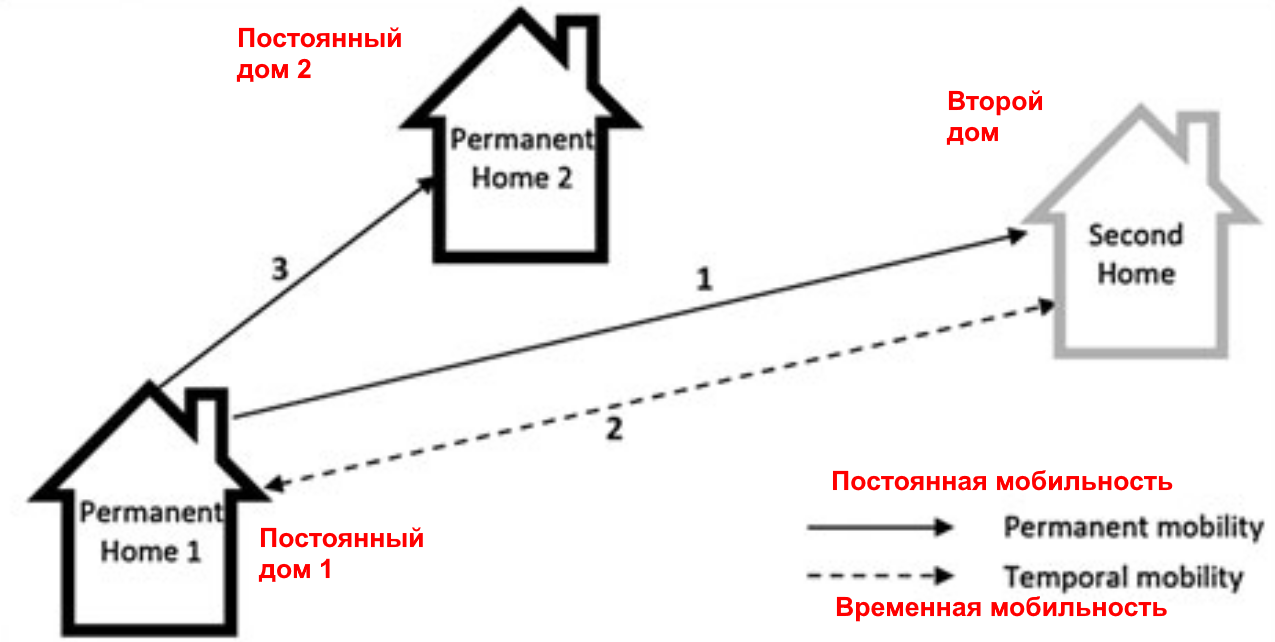 Постоянный
дом 2
Permanent
Home 2
Второй
дом
Second
Home
3
1
2
Permanent
Home 1
Постоянный
дом 1
Постоянная мобильность
Permanent mobility
Temporal mobility
Временная мобильность